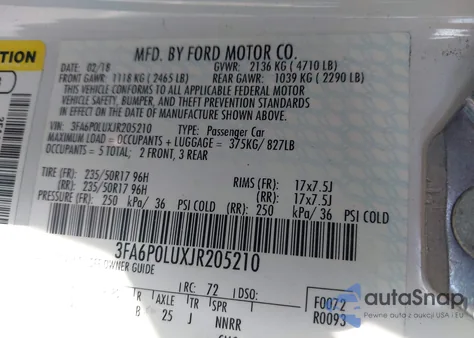 MFD. BY FORD MOTOR CO.
DATE: 02/18 GVWR: 2136 KG ( 4710 LB)
FRONT GAWR: 1118 KG ( 2465 LB) REAR GAWR: 1039 KG ( 2290 LB)
THIS VEHICLE CONFORMS TO ALL APPLICABLE FEDERAL MOTOR
VEHICLE SAFETY, BUMPER, AND THEFT PREVENTION STANDARDS
IN EFFECT ON THE DATE OF MANUFACTURE SHOWN ABOVE.
VIN: 3FA6P0LUXJR205210 TYPE: Passenger Car
MAXIMUM LOAD = OCCUPANTS + LUGGAGE = 375KG/ 827LB
OCCUPANTS = 5 TOTAL: 2 FRONT, 3 REAR
TIRE (FR): 235/50R17 96H RIMS (FR): 17x7.5J
(RR): 235/50R17 96H (RR): 17x7.5J
PRESSURE (FR): 250 kPa/ 36 PSI COLD (RR): 250 kPa/ 36 PSI COLD
3FA6P0LUXJR205210
OWNER GUIDE
RC: 72 DSO:
AXLE TR SPR F0072
B 25 J NNRR R0093
autoSnap
Pewne auto z USA i EU